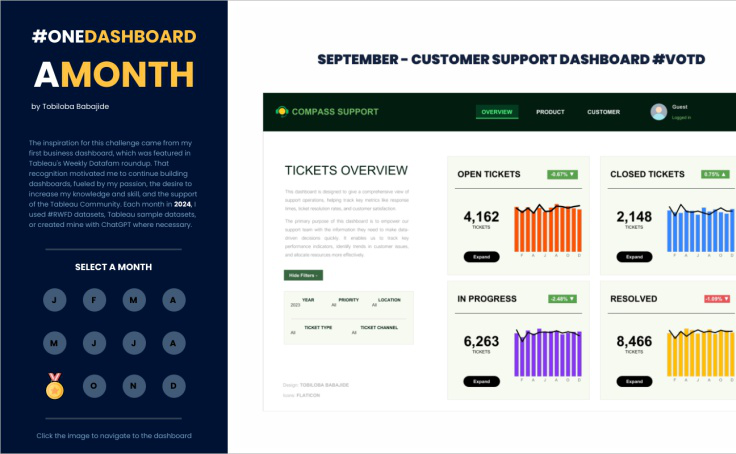 #ONEDASHBOARD
AMONTH
by Tobiloba Babajide
The inspiration for this challenge came from my
first business dashboard, which was featured in
Tableau's Weekly Datafam roundup. That
recognition motivated me to continue building
dashboards, fueled by my passion, the desire to
increase my knowledge and skill, and the support
of the Tableau Community. Each month in 2024, I
used #RWFD datasets, Tableau sample datasets,
or created mine with ChatGPT where necessary.
SELECT A MONTH
J F M A
M J J A
O N D
Click the image to navigate to the dashboard
SEPTEMBER - CUSTOMER SUPPORT DASHBOARD #VOTD
COMPASS SUPPORT
OVERVIEW PRODUCT CUSTOMER
Guest
Logged in
TICKETS OVERVIEW
This dashboard is designed to give a comprehensive view of
support operations, helping track key metrics like response
times, ticket resolution rates, and customer satisfaction.
The primary purpose of this dashboard is to empower our
support team with the information they need to make data-
driven decisions quickly. It enables us to track key
performance indicators, identify trends in customer issues,
and allocate resources more effectively.
Hide Filters -
YEAR PRIORITY LOCATION
2023 All All
TICKET TYPE TICKET CHANNEL
All All
Design: TOBILOBA BABAJIDE
Icons: FLATICON
OPEN TICKETS
-0.67% ▼
4,162
TICKETS
Expand
F A J A O D
CLOSED TICKETS
8.75% ▲
2,148
TICKETS
Expand
F A J A O D
IN PROGRESS
-2.48% ▼
6,263
TICKETS
Expand
F A J A O D
RESOLVED
-1.09% ▼
8,466
TICKETS
Expand
F A J A O D